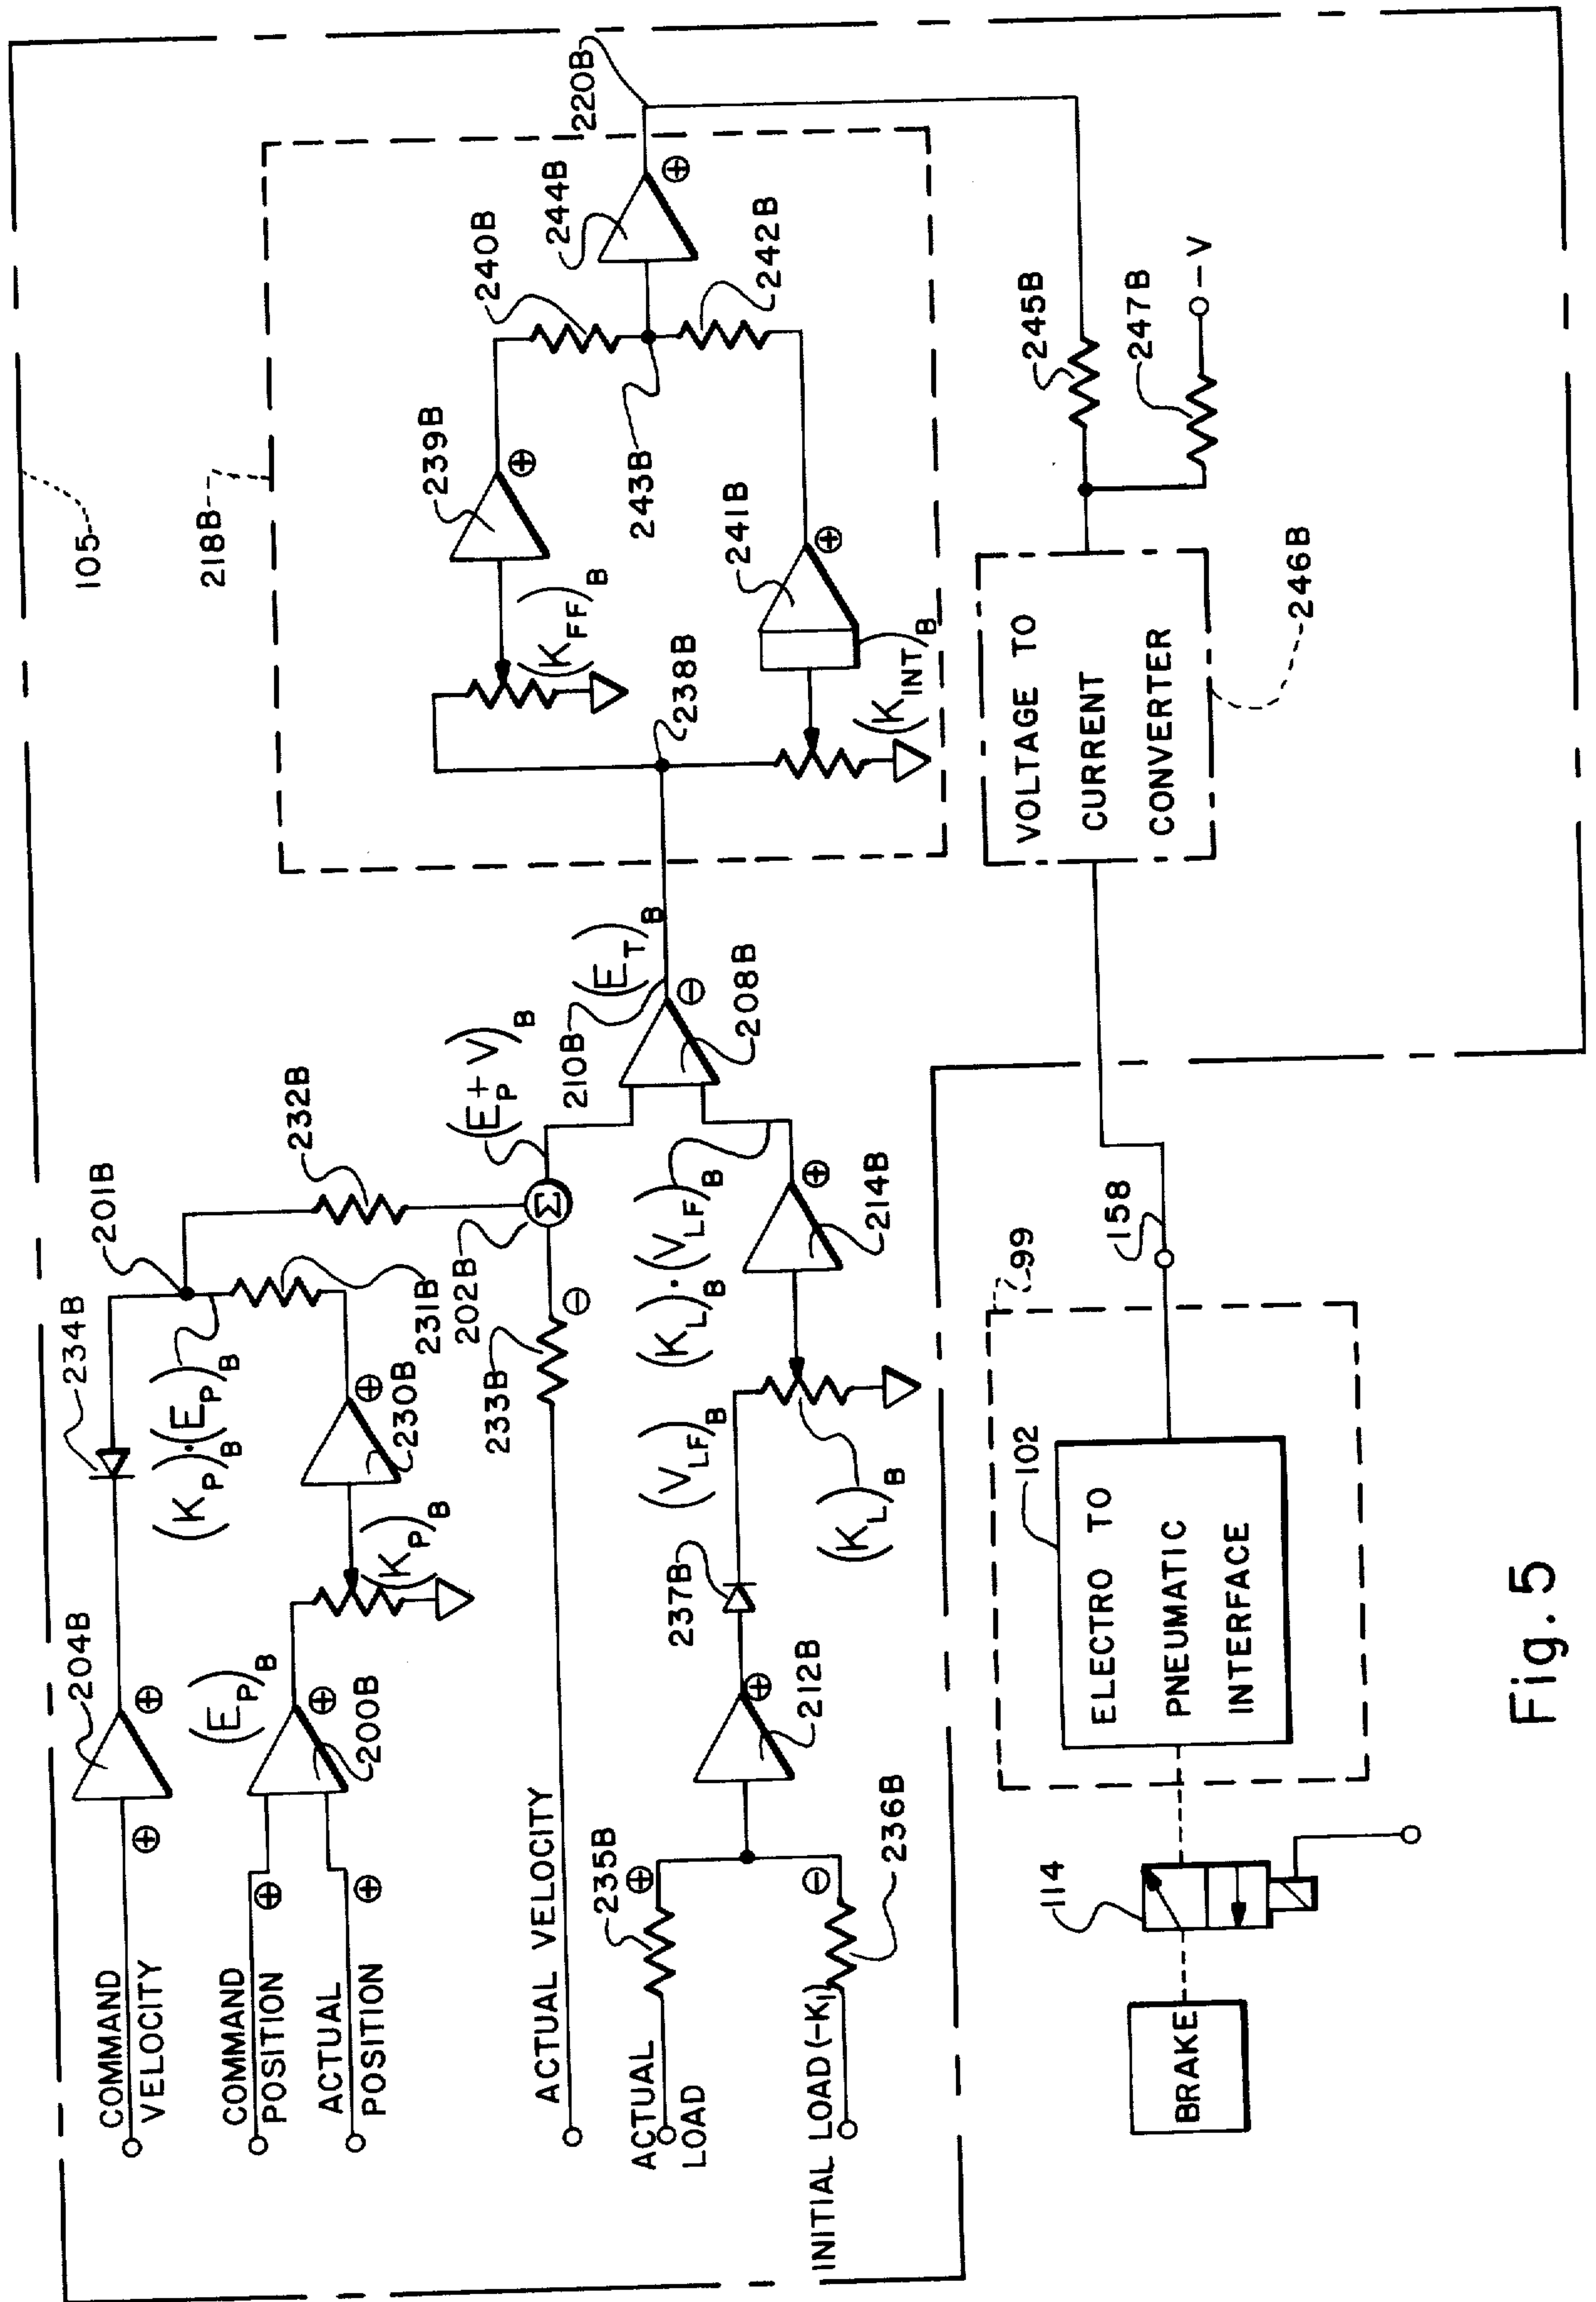 105
218B
220B
COMMAND
VELOCITY
204B
234B
201B
232B
COMMAND
POSITION
ACTUAL
POSITION
(E_P)_B
200B
(K_P)_B
(K_P)_B·(E_P)_B
230B
231B
202B
Σ
(E_P+V)_B
ACTUAL VELOCITY
233B
210B
(E_T)_B
208B
ACTUAL
LOAD
235B
INITIAL LOAD (-K_I)
236B
212B
237B
(V_LF)_B
(K_L)_B
(K_L)_B·(V_LF)_B
214B
238B
(K_FF)_B
239B
240B
243B
244B
242B
(K_INT)_B
241B
245B
247B
-V
VOLTAGE TO
CURRENT
CONVERTER
246B
158
99
102
ELECTRO TO
PNEUMATIC
INTERFACE
114
BRAKE
Fig. 5